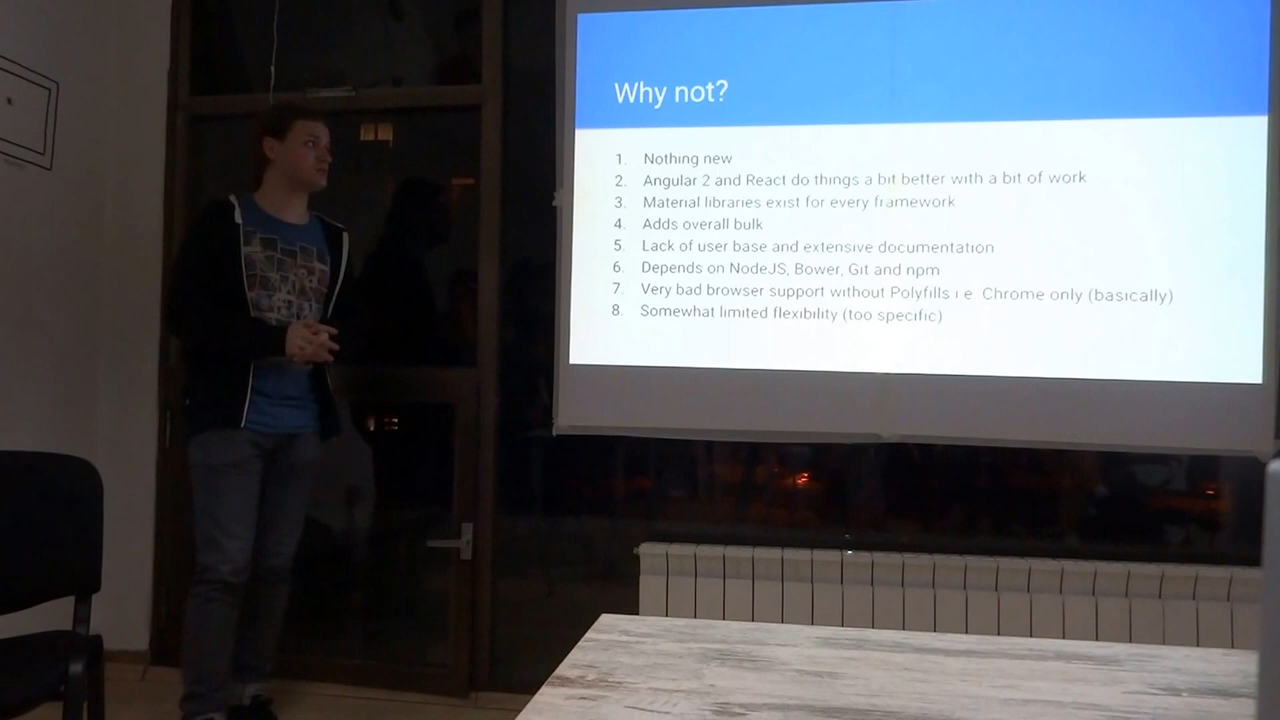 Why not?
1. Nothing new
2. Angular 2 and React do things a bit better with a bit of work
3. Material libraries exist for every framework
4. Adds overall bulk
5. Lack of user base and extensive documentation
6. Depends on NodeJS, Bower, Git and npm
7. Very bad browser support without Polyfills i.e. Chrome only (basically)
8. Somewhat limited flexibility (too specific)